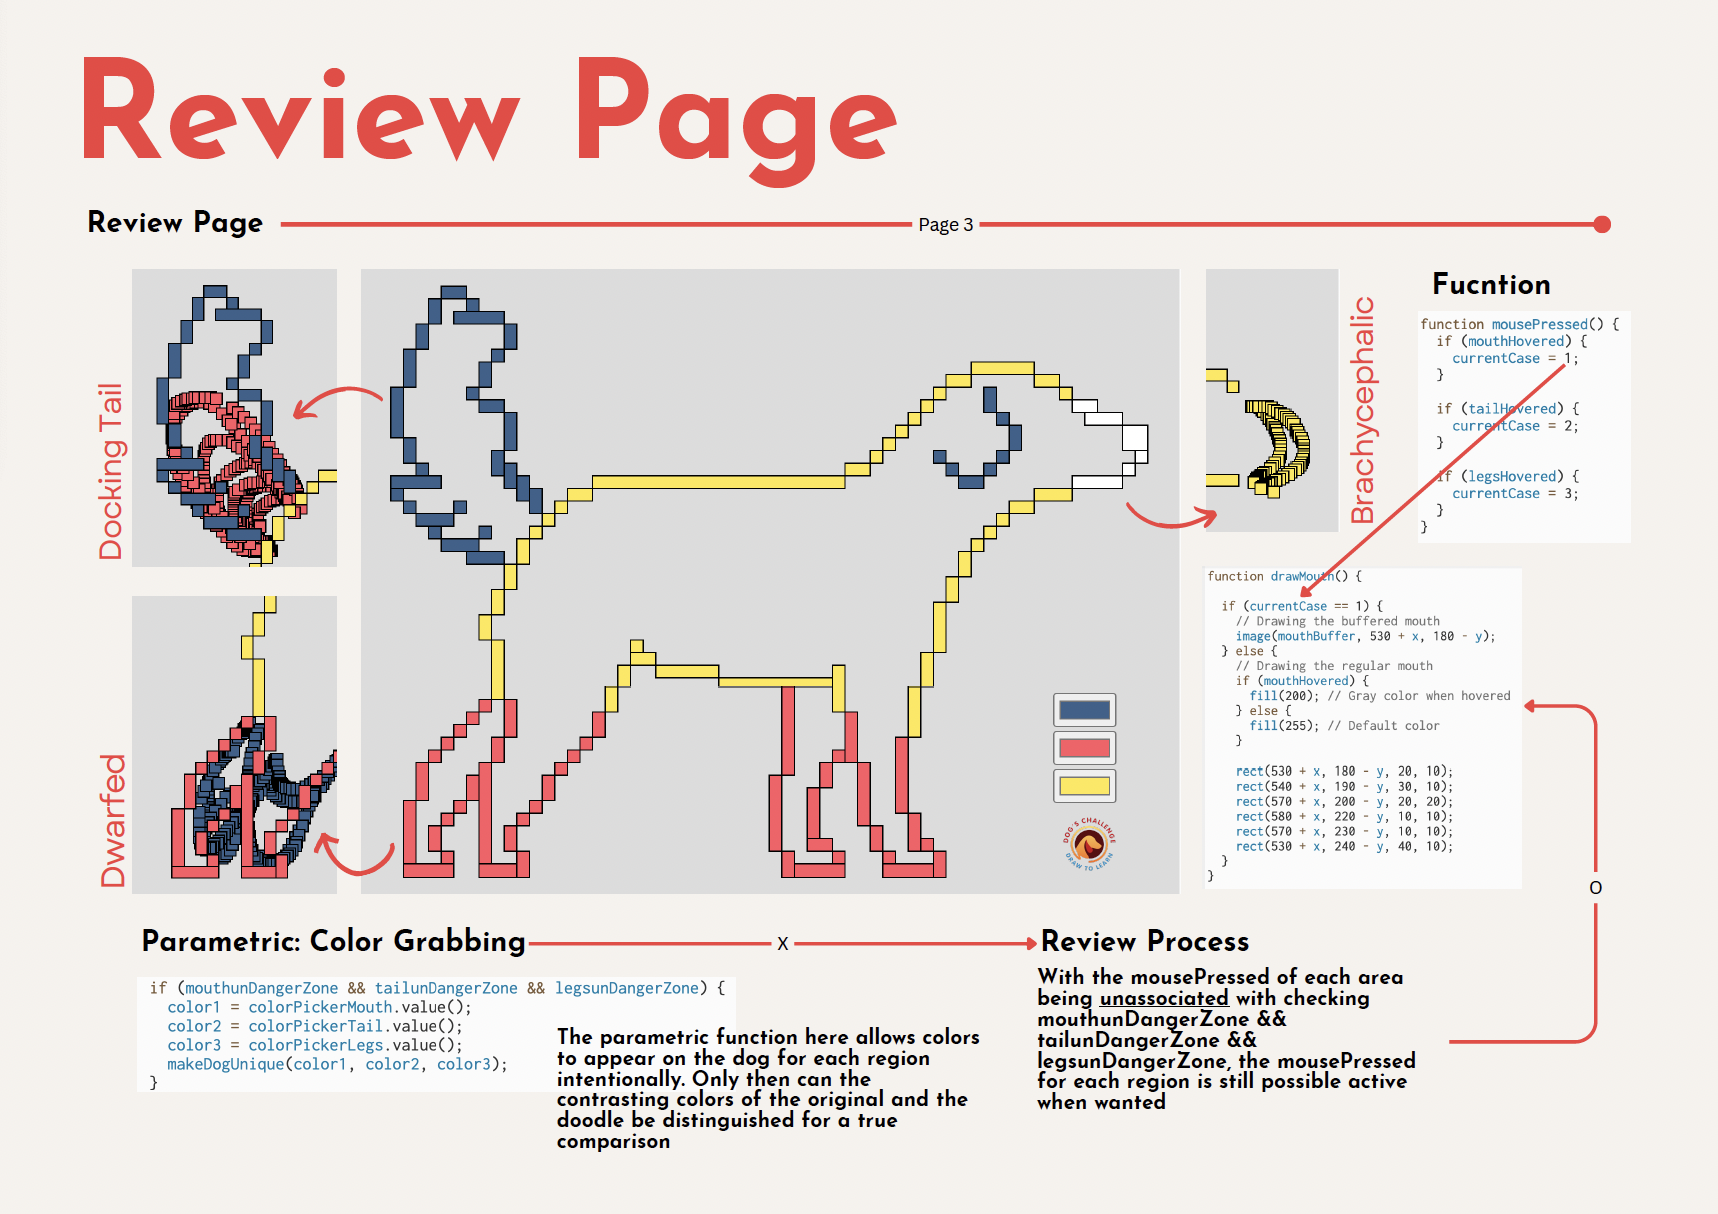 Review Page
Review Page
Page 3
Docking Tail
Dwarfed
Brachycephalic
DOG'S CHALLENGE
DRAW TO LEARN
Fucntion
function mousePressed() {
if (mouthHovered) {
currentCase = 1;
}
if (tailHovered) {
currentCase = 2;
}
if (legsHovered) {
currentCase = 3;
}
}
function drawMouth() {
if (currentCase == 1) {
// Drawing the buffered mouth
image(mouthBuffer, 530 + x, 180 - y);
} else {
// Drawing the regular mouth
if (mouthHovered) {
fill(200); // Gray color when hovered
} else {
fill(255); // Default color
}
rect(530 + x, 180 - y, 20, 10);
rect(540 + x, 190 - y, 30, 10);
rect(570 + x, 200 - y, 20, 20);
rect(580 + x, 220 - y, 10, 10);
rect(570 + x, 230 - y, 10, 10);
rect(530 + x, 240 - y, 40, 10);
}
}
O
Parametric: Color Grabbing
X
Review Process
if (mouthunDangerZone && tailunDangerZone && legsunDangerZone) {
color1 = colorPickerMouth.value();
color2 = colorPickerTail.value();
color3 = colorPickerLegs.value();
makeDogUnique(color1, color2, color3);
}
The parametric function here allows colors
to appear on the dog for each region
intentionally. Only then can the
contrasting colors of the original and the
doodle be distinguished for a true
comparison
With the mousePressed of each area
being unassociated with checking
mouthunDangerZone &&
tailunDangerZone &&
legsunDangerZone, the mousePressed
for each region is still possible active
when wanted